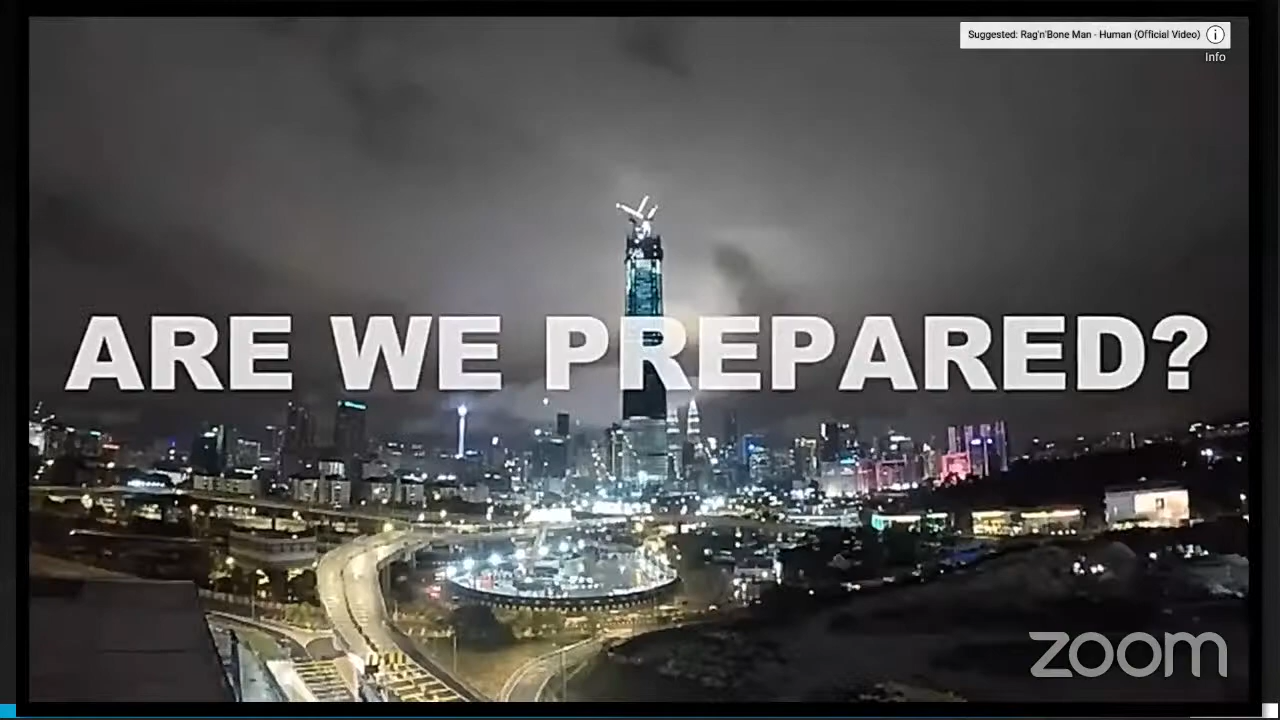 Suggested: Rag'n'Bone Man - Human (Official Video)
i
Info
ARE WE PREPARED?
zoom